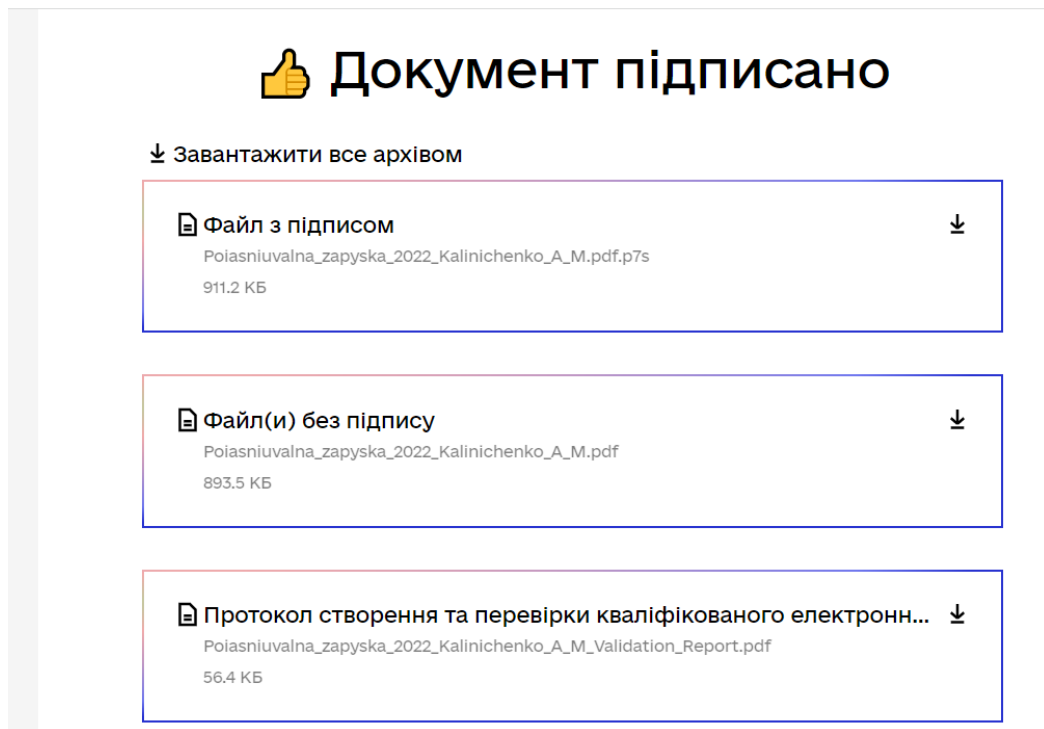 Документ підписано
Завантажити все архівом
Файл з підписом
Poiasniuvalna_zapyska_2022_Kalinichenko_A_M.pdf.p7s
911.2 КБ
Файл(и) без підпису
Poiasniuvalna_zapyska_2022_Kalinichenko_A_M.pdf
893.5 КБ
Протокол створення та перевірки кваліфікованого електронн...
Poiasniuvalna_zapyska_2022_Kalinichenko_A_M_Validation_Report.pdf
56.4 КБ